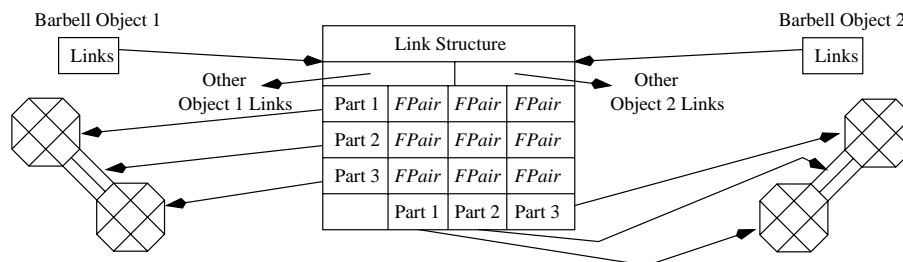 Barbell Object 1
Barbell Object 2
Links
Link Structure
Links
Other
Object 1 Links
Other
Object 2 Links
Part 1 FPair FPair FPair
Part 2 FPair FPair FPair
Part 3 FPair FPair FPair
Part 1 Part 2 Part 3